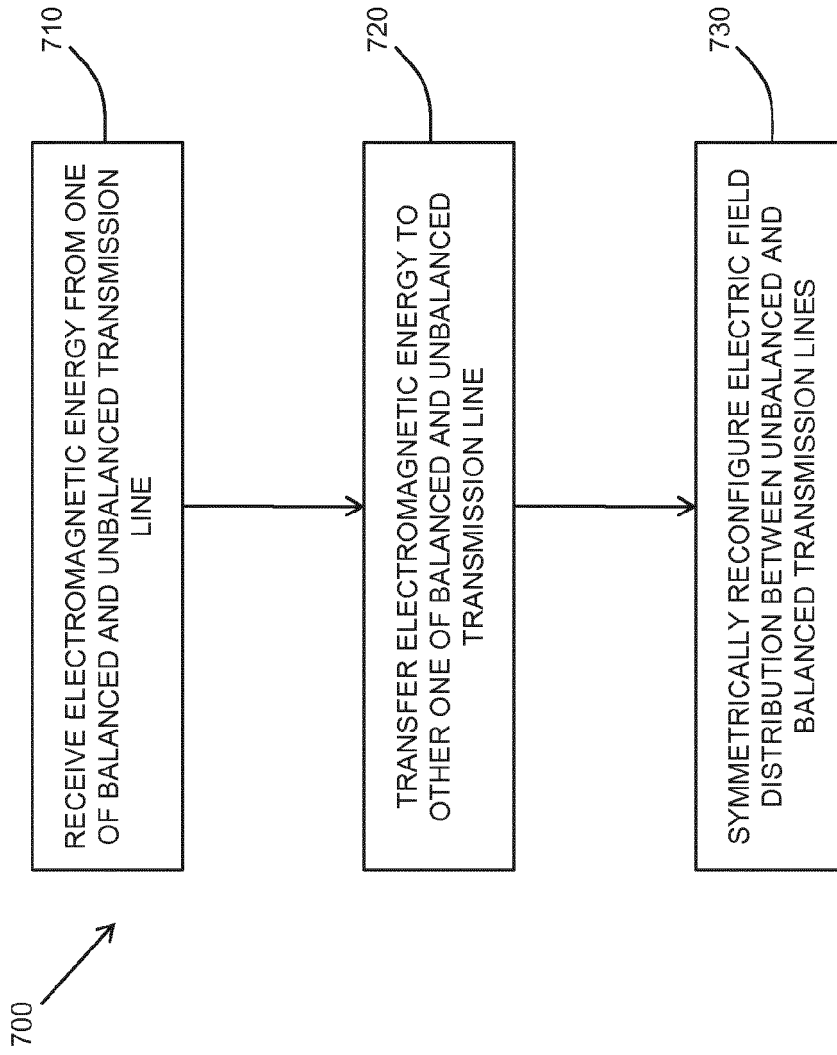 700
710
RECEIVE ELECTROMAGNETIC ENERGY FROM ONE
OF BALANCED AND UNBALANCED TRANSMISSION
LINE
720
TRANSFER ELECTROMAGNETIC ENERGY TO
OTHER ONE OF BALANCED AND UNBALANCED
TRANSMISSION LINE
730
SYMMETRICALLY RECONFIGURE ELECTRIC FIELD
DISTRIBUTION BETWEEN UNBALANCED AND
BALANCED TRANSMISSION LINES